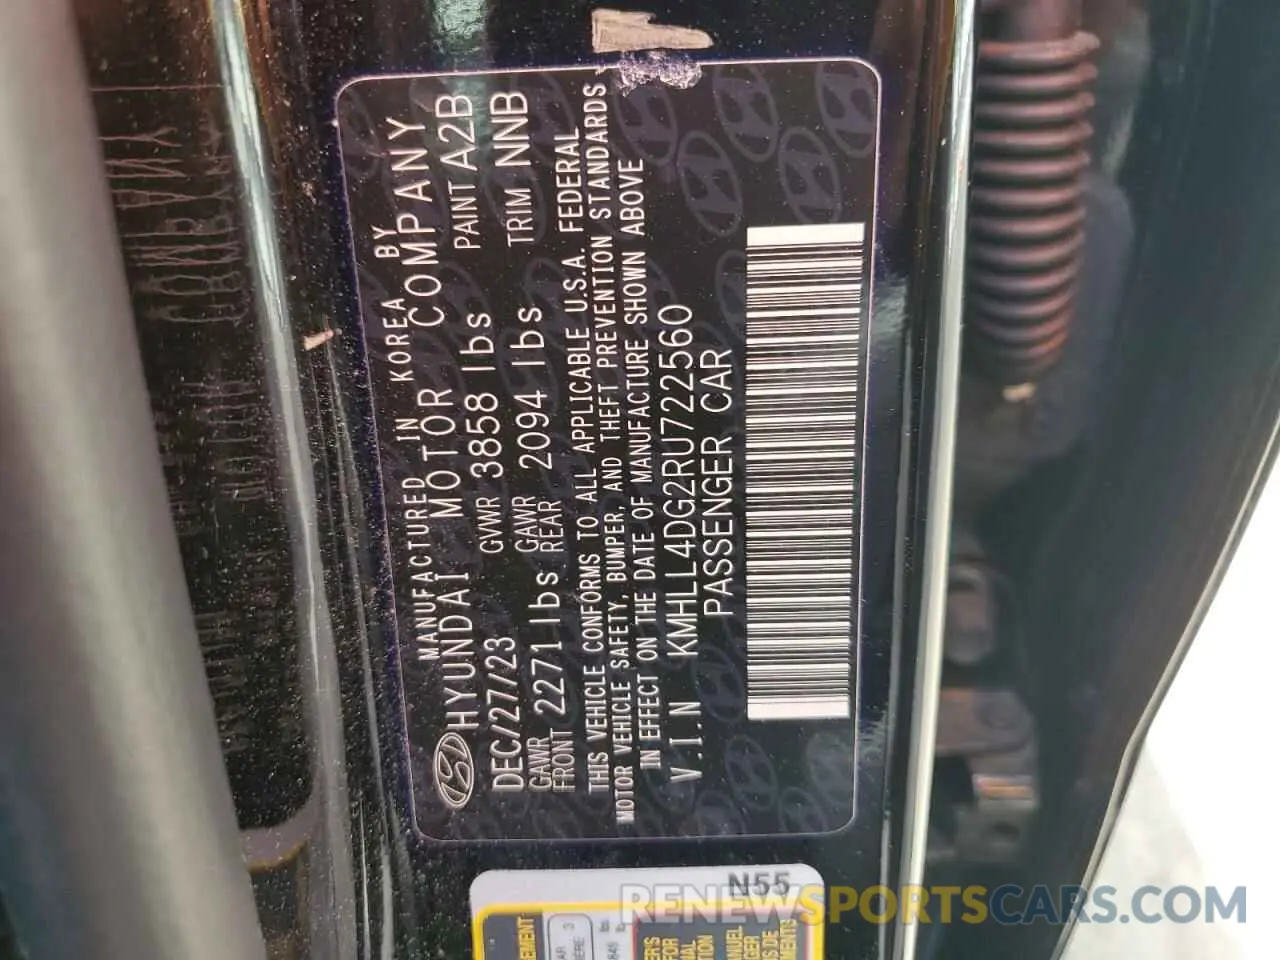 MANUFACTURED IN KOREA BY
HYUNDAI MOTOR COMPANY
DEC/27/23 GVWR 3858 lbs PAINT A2B
GAWR FRONT 2271 lbs GAWR REAR 2094 lbs TRIM NNB
THIS VEHICLE CONFORMS TO ALL APPLICABLE U.S.A. FEDERAL
MOTOR VEHICLE SAFETY, BUMPER, AND THEFT PREVENTION STANDARDS
IN EFFECT ON THE DATE OF MANUFACTURE SHOWN ABOVE
V.I.N KMHLL4DG2RU722560
PASSENGER CAR
N55
RENEWSPORTSCARS.COM